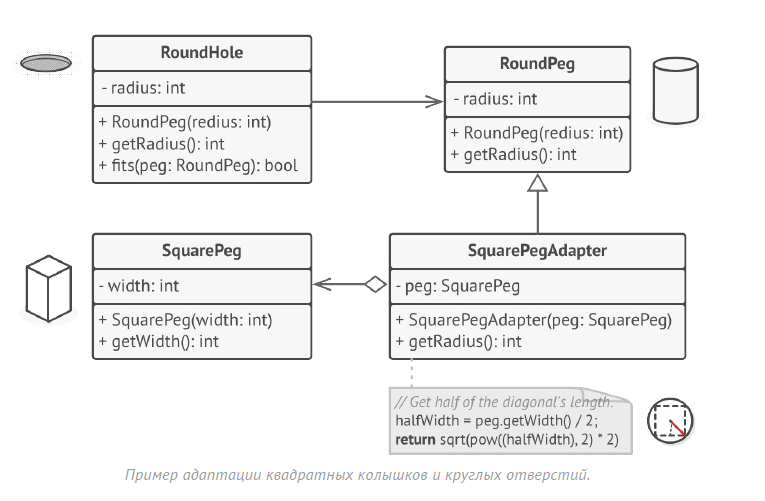 RoundHole
- radius: int
+ RoundPeg(redius: int)
+ getRadius(): int
+ fits(peg: RoundPeg): bool
RoundPeg
- radius: int
+ RoundPeg(redius: int)
+ getRadius(): int
SquarePeg
- width: int
+ SquarePeg(width: int)
+ getWidth(): int
SquarePegAdapter
- peg: SquarePeg
+ SquarePegAdapter(peg: SquarePeg)
+ getRadius(): int
// Get half of the diagonal's length.
halfWidth = peg.getWidth() / 2;
return sqrt(pow((halfWidth), 2) * 2)
Пример адаптации квадратных колышков и круглых отверстий.